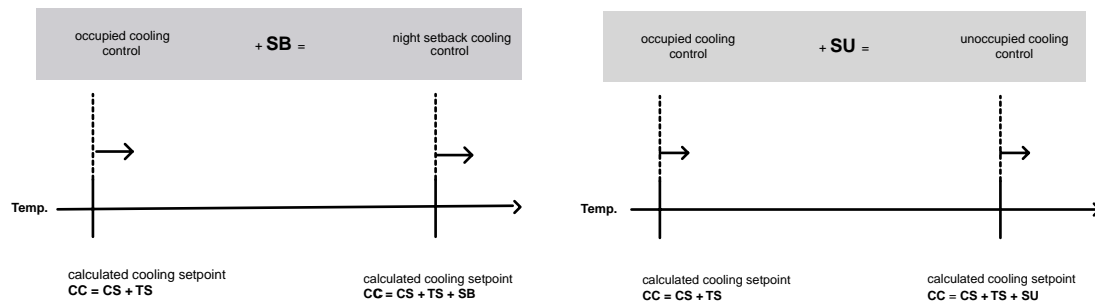 occupied cooling
control
+ SB =
night setback cooling
control
Temp.
calculated cooling setpoint
CC = CS + TS
calculated cooling setpoint
CC = CS + TS + SB
occupied cooling
control
+ SU =
unoccupied cooling
control
Temp.
calculated cooling setpoint
CC = CS + TS
calculated cooling setpoint
CC = CS + TS + SU